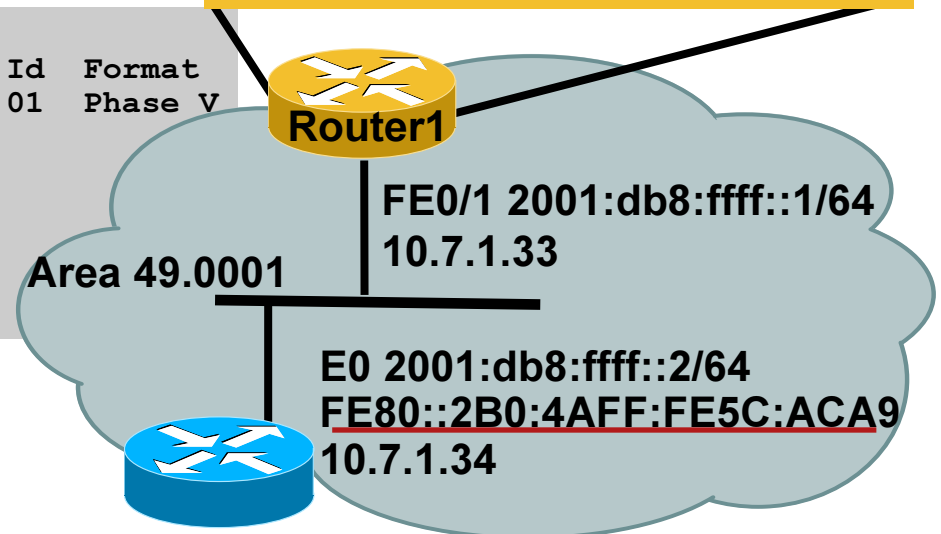 Id Format
01 Phase V
Router1
FE0/1 2001:db8:ffff::1/64
10.7.1.33
Area 49.0001
E0 2001:db8:ffff::2/64
FE80::2B0:4AFF:FE5C:ACA9
10.7.1.34